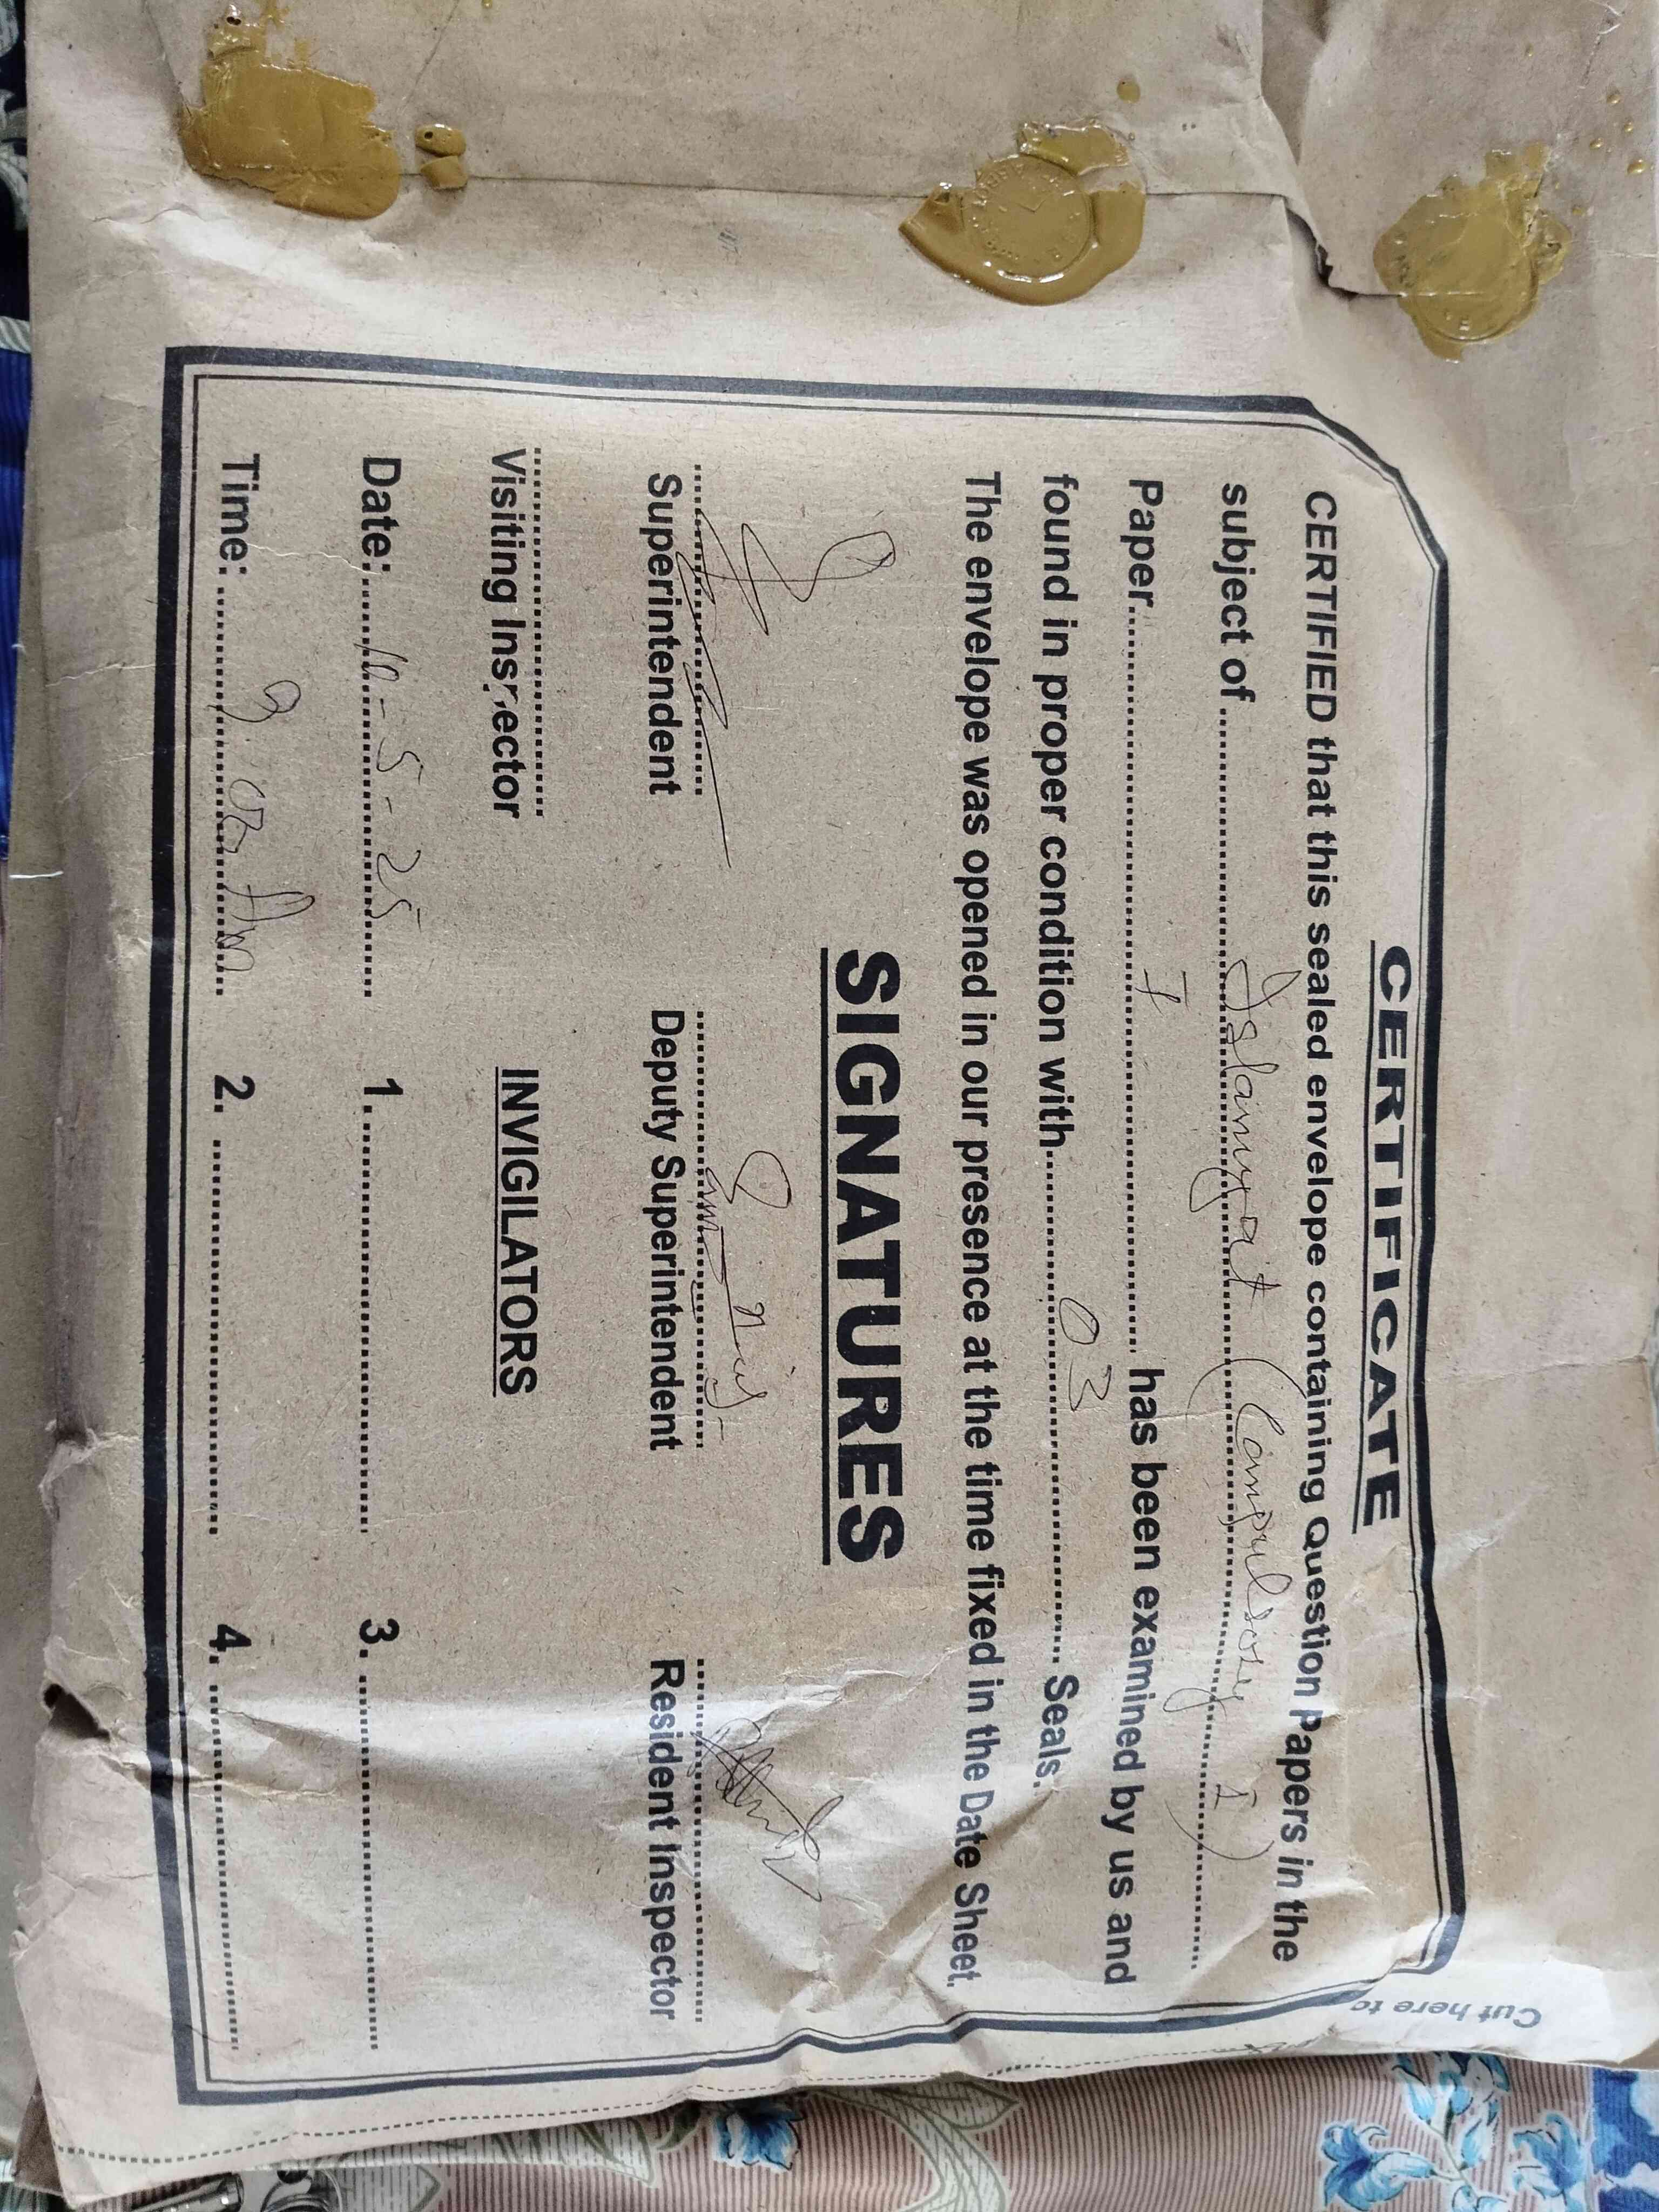 CERTIFICATE
CERTIFIED that this sealed envelope containing Question Papers in the
subject of Islamyat (Compulsory I)
Paper I has been examined by us and
found in proper condition with 03 Seals.
The envelope was opened in our presence at the time fixed in the Date Sheet.
SIGNATURES
Superintendent
Deputy Superintendent
Resident Inspector
Visiting Inspector
INVIGILATORS
Date: 10-5-25
1.
3.
Time: 9:00 Am
2.
4.
Cut here to